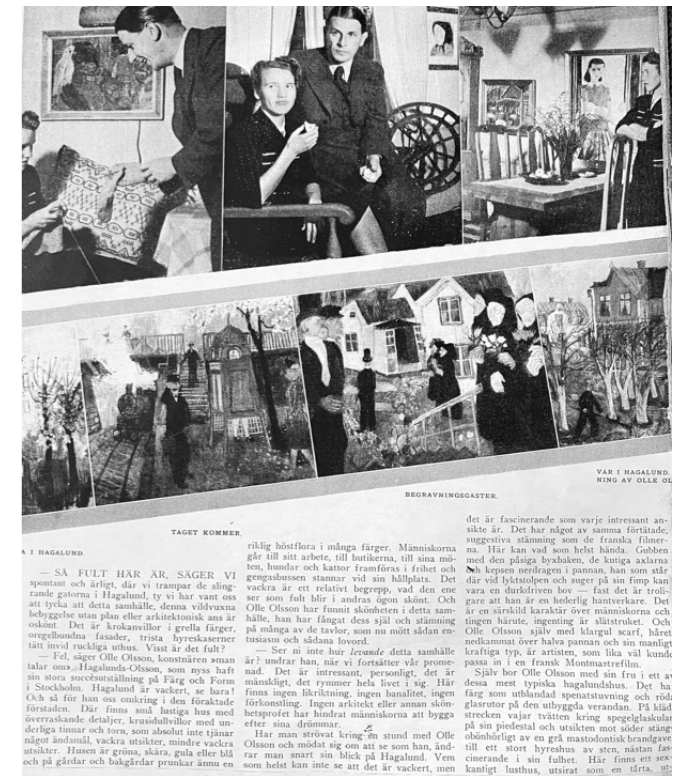 VÅR I HAGALUND.
NING AV OLLE OL
BEGRAVNINGSGÄSTER.
TÅGET KOMMER.
A I HAGALUND.
— SÅ FULT HÄR ÄR, SÄGER VI
spontant och ärligt, där vi trampar de sling-
rande gatorna i Hagalund, ty vi har vant oss
att tycka att detta samhälle, denna vildvuxna
bebyggelse utan plan eller arkitektonisk ans är
oskönt. Det är krokanvillor i grella färger,
oregelbundna fasader, trista hyreskaserner
tätt invid ruckliga uthus. Visst är det fult?
— Fel, säger Olle Olsson, konstnären man
talar om, Hagalunds-Olsson, som nyss haft
sin stora succèsutställning på Färg och Form
i Stockholm. Hagalund är vackert, se bara!
Och så för han oss omkring i den föraktade
förstaden. Där finns små lustiga hus med
överraskande detaljer, krusidullvillor med un-
derliga tinnar och torn, som absolut inte tjänar
något ändamål, vackra utsikter, mindre vackra
utsikter. Husen är gröna, skära, gula eller blå
och på gårdar och bakgårdar prunkar ännu en
riklig höstflora i många färger. Människorna
går till sitt arbete, till butikerna, till sina mö-
ten, hundar och kattor framföras i frihet och
gengasbussen stannar vid sin hållplats. Det
vackra är ett relativt begrepp, vad den ene
ser som fult blir i andras ögon skönt. Och
Olle Olsson har funnit skönheten i detta sam-
hälle, han har fångat dess själ och stämning
på många av de tavlor, som nu mött sådan en-
tusiasm och sådana lovord.
— Ser ni inte hur levande detta samhälle
är? undrar han, när vi fortsätter vår prome-
nad. Det är intressant, personligt, det är
mänskligt, det rymmer hela livet i sig. Här
finns ingen likriktning, ingen banalitet, ingen
förkonstling. Ingen arkitekt eller annan skön-
hetsprofet har hindrat människorna att bygga
efter sina drömmar.
Har man strövat kring en stund med Olle
Olsson och mödat sig om att se som han, änd-
rar man snart sin blick på Hagalund. Vem
som helst kan inte se att det är vackert, men
det är fascinerande som varje intressant an-
sikte är. Det har något av samma förtätade,
suggestiva stämning som de franska filmer-
na. Här kan vad som helst hända. Gubben
med den påsiga byxbaken, de kutiga axlarna
och kepsen nerdragen i pannan, han som står
där vid lyktstolpen och suger på sin fimp kan
vara en durkdriven bov — fast det är troli-
gare att han är en hederlig hantverkare. Det
är en särskild karaktär över människorna och
tingen härute, ingenting är slätstruket. Och
Olle Olsson själv med klargul scarf, håret
nedkammat över halva pannan och sin manligt
kraftiga typ, är artisten, som lika väl kunde
passa in i en fransk Montmartrefilm.
Själv bor Olle Olsson med sin fru i ett av
dessa mest typiska hagalundshus. Det har
färg som utblandad spenatstuvning och röda
glasrutor på den utbyggda verandan. På kläd-
strecken vajar tvätten kring spegelglaskulan
på sin piedestal och utsikten mot söder stängs
obönhörligt av en grå mastodontisk brandgavel
till ett stort hyreshus av sten, nästan fas-
cinerande i sin fulhet. Här finns ett sex-
kantigt lusthus, utsirat som en tårta, ut-